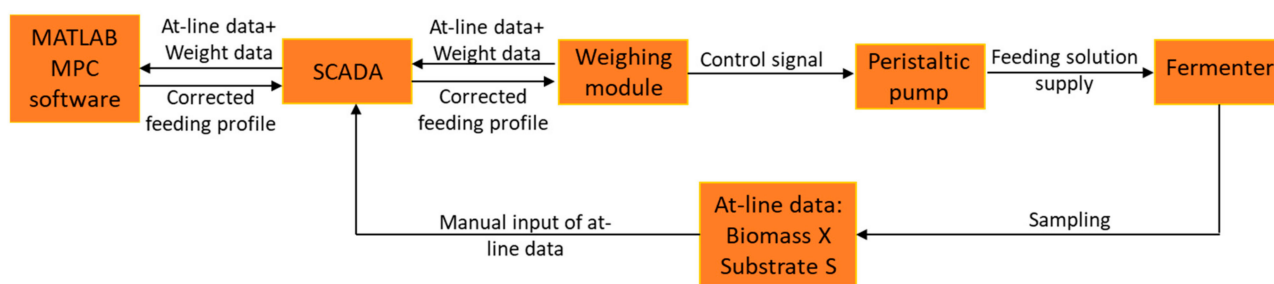 MATLAB
MPC
software
At-line data+
Weight data
Corrected
feeding profile
SCADA
At-line data+
Weight data
Corrected
feeding profile
Weighing
module
Control signal
Peristaltic
pump
Feeding solution
supply
Fermenter
Manual input of at-
line data
At-line data:
Biomass X
Substrate S
Sampling